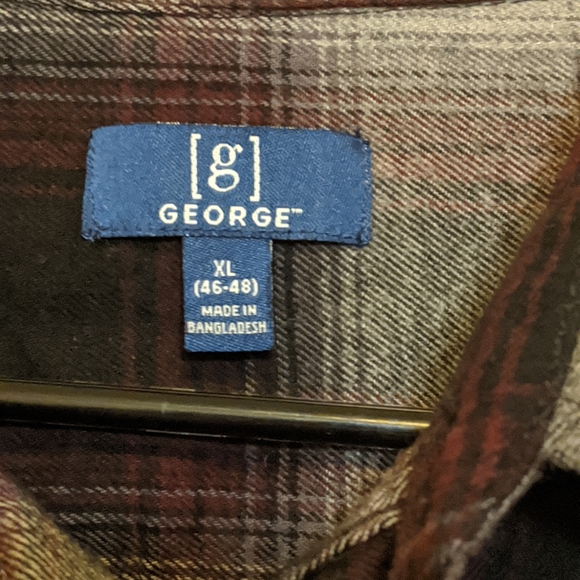 [g]
GEORGE™
XL
(46-48)
MADE IN
BANGLADESH